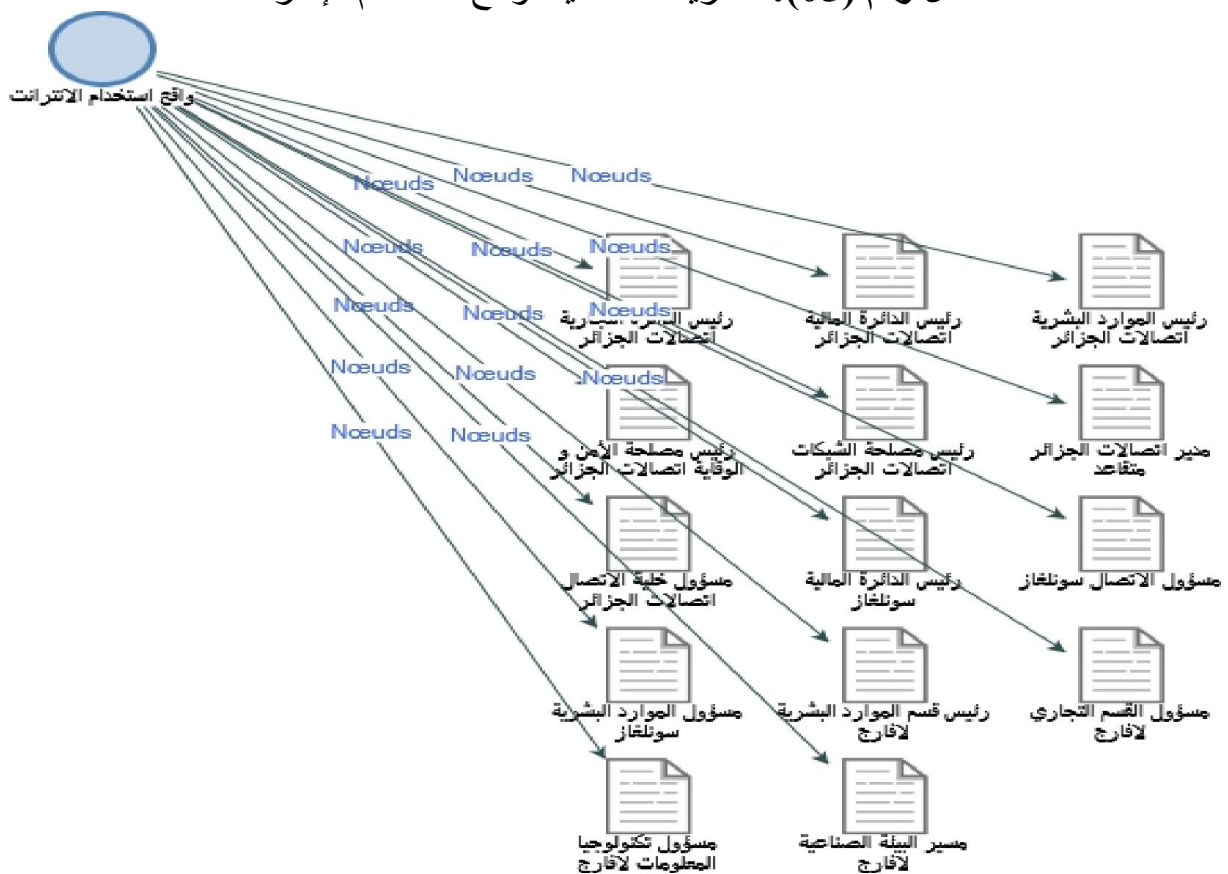 واقع استخدام الانترانت
Nœuds
Nœuds
Nœuds
Nœuds
Nœuds
Nœuds
Nœuds
Nœuds
Nœuds
Nœuds
Nœuds
Nœuds
Nœuds
Nœuds
رئيس الموارد البشرية
اتصالات الجزائر
رئيس الدائرة المالية
اتصالات الجزائر
رئيس الدائرة التجارية
اتصالات الجزائر
مدير اتصالات الجزائر
متقاعد
رئيس مصلحة الشبكات
اتصالات الجزائر
رئيس مصلحة الأمن و
الوقاية اتصالات الجزائر
مسؤول الاتصال سونلغاز
رئيس الدائرة المالية
سونلغاز
مسؤول خلية الاتصال
اتصالات الجزائر
مسؤول القسم التجاري
لافارج
رئيس قسم الموارد البشرية
لافارج
مسؤول الموارد البشرية
سونلغاز
مسير البيئة الصناعية
لافارج
مسؤول تكنولوجيا
المعلومات لافارج